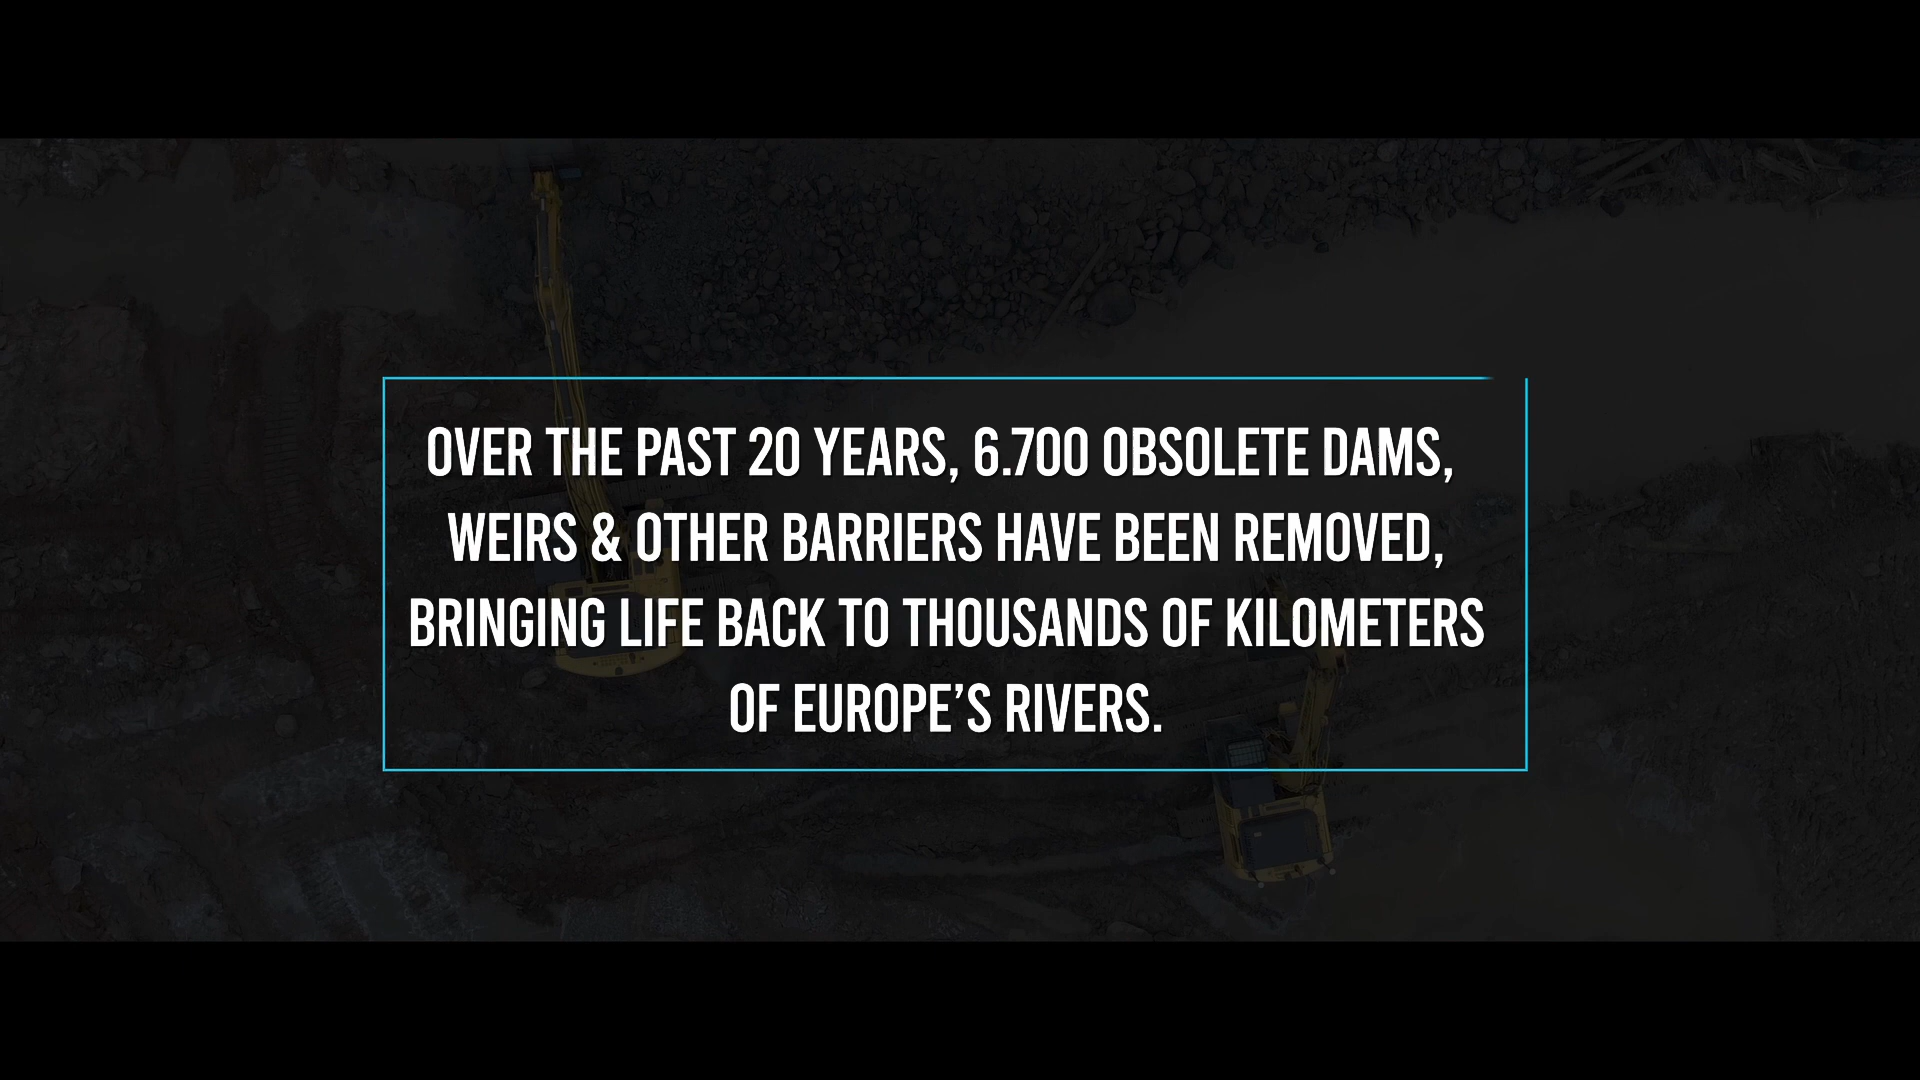 OVER THE PAST 20 YEARS, 6.700 OBSOLETE DAMS,
WEIRS & OTHER BARRIERS HAVE BEEN REMOVED,
BRINGING LIFE BACK TO THOUSANDS OF KILOMETERS
OF EUROPE’S RIVERS.